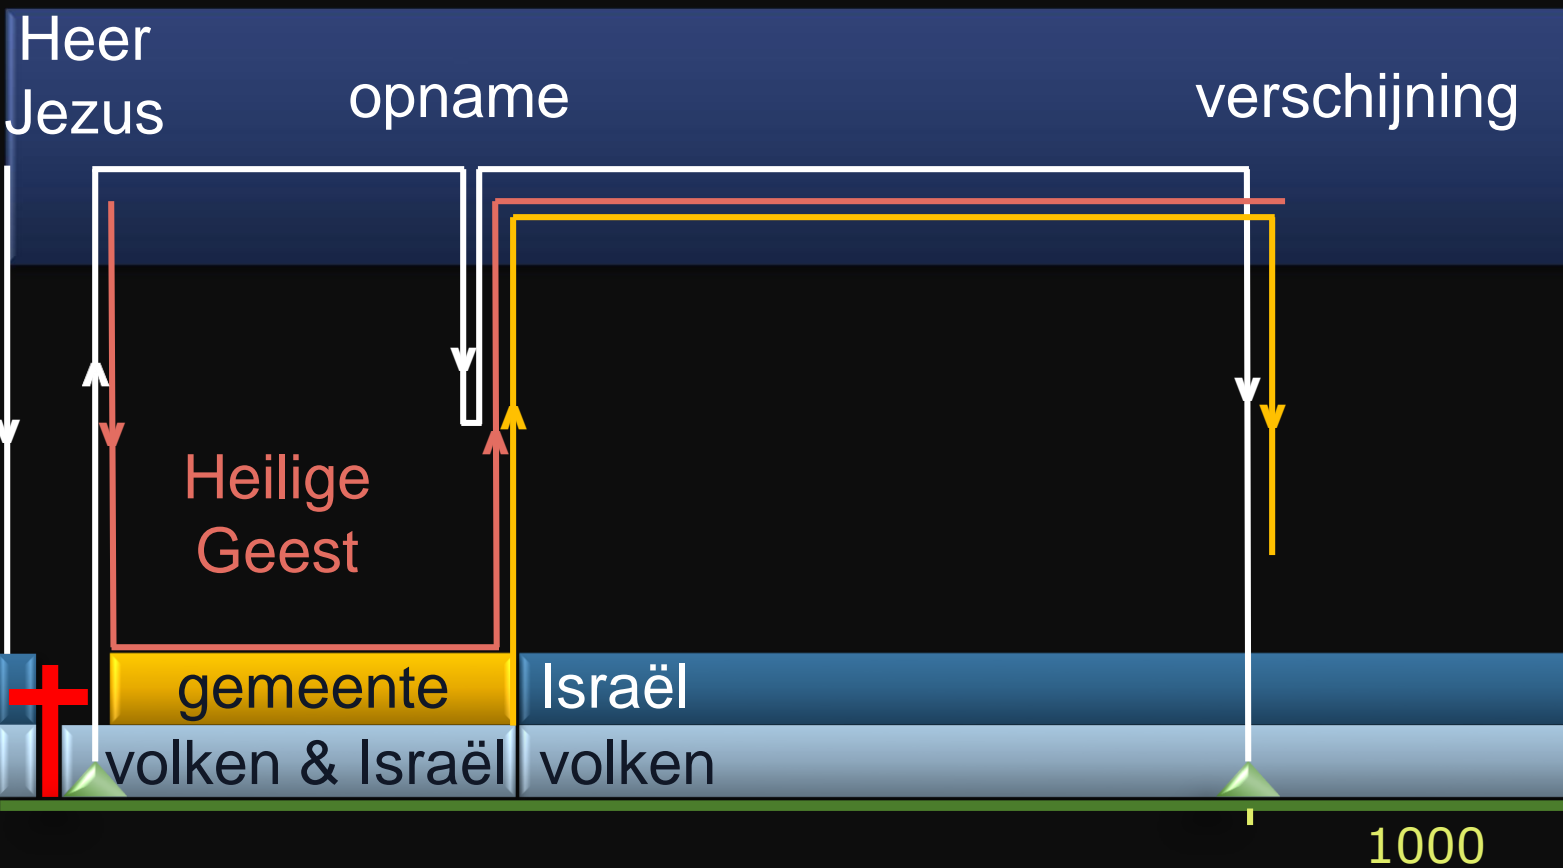 Heer
Jezus
opname
verschijning
Heilige
Geest
gemeente
Israël
volken & Israël
volken
1000